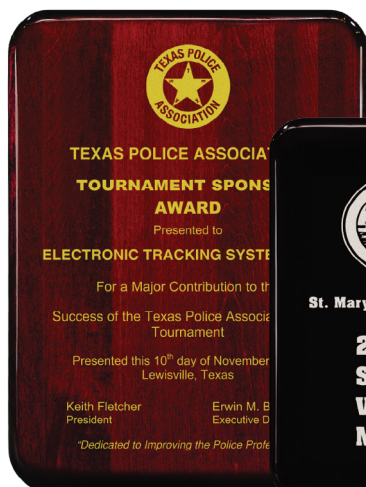 TEXAS POLICE
ASSOCIATION
TEXAS POLICE ASSOCIAT
TOURNAMENT SPONS
AWARD
Presented to
ELECTRONIC TRACKING SYSTE
For a Major Contribution to th
Success of the Texas Police Associa
Tournament
Presented this 10th day of November
Lewisville, Texas
Keith Fletcher Erwin M. B
President Executive D
"Dedicated to Improving the Police Profe
St. Mary
2
S
V
M